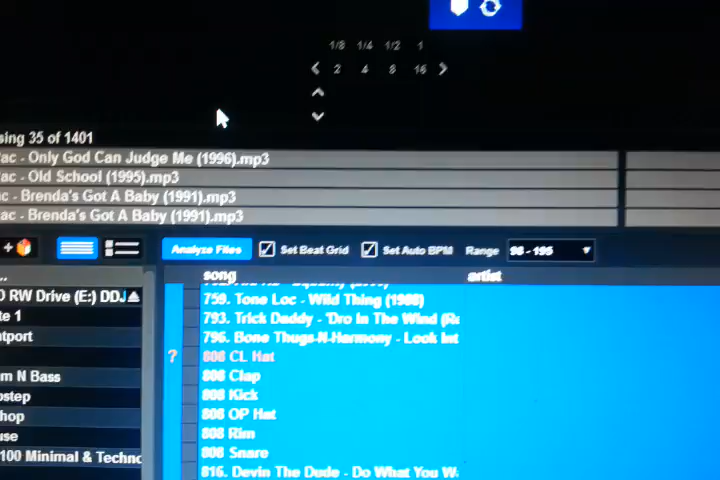 1/8 1/4 1/2 1
2 4 8 16
sing 35 of 1401
ac - Only God Can Judge Me (1996).mp3
ac - Old School (1995).mp3
c - Brenda's Got A Baby (1991).mp3
ac - Brenda's Got A Baby (1991).mp3
+ Analyze Files Set Beat Grid Set Auto BPM Range 98 - 195
song artist
759. Tone Loc - Wild Thing (1988)
D RW Drive (E:) DDJ
793. Trick Daddy - 'Dro In The Wind (Re
te 1
796. Bone Thugs-N-Harmony - Look Int
tport
? 808 CL Hat
808 Clap
m N Bass
808 Kick
ostep
808 OP Hat
hop
808 Rim
use
808 Snare
100 Minimal & Techno
816. Devin The Dude - Do What You W